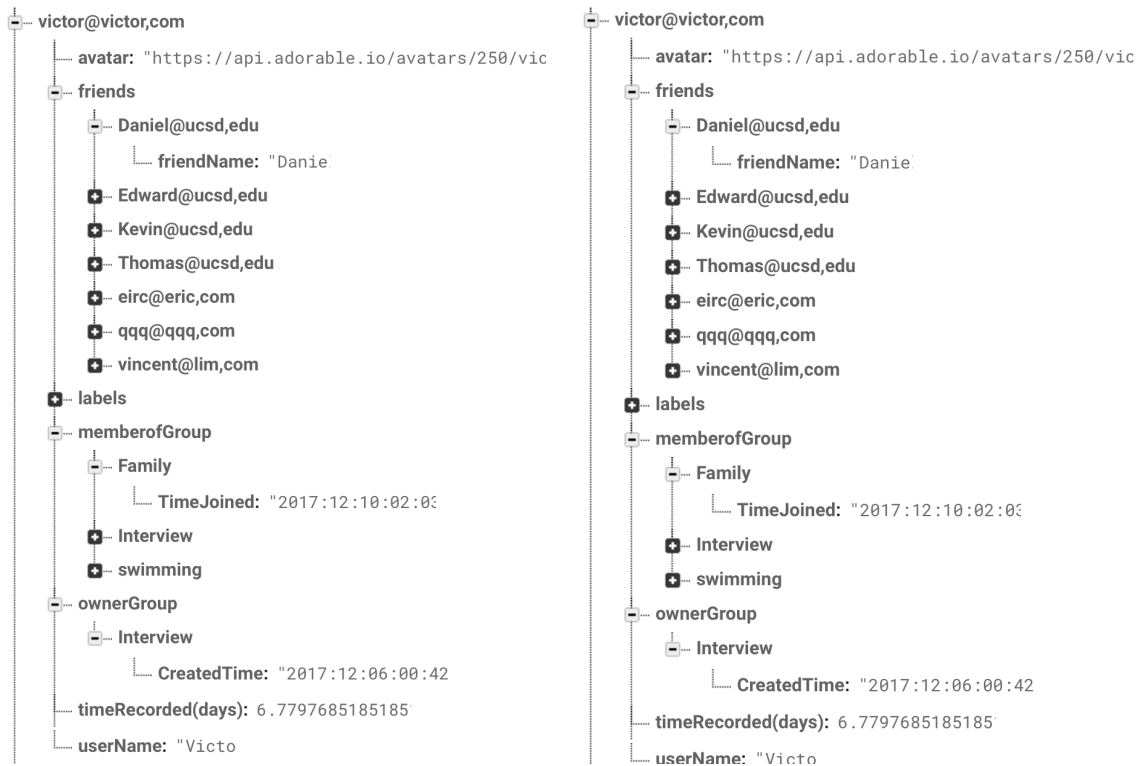 victor@victor,com
avatar: "https://api.adorable.io/avatars/250/vic
friends
Daniel@ucsd,edu
friendName: "Danie
Edward@ucsd,edu
Kevin@ucsd,edu
Thomas@ucsd,edu
eirc@eric,com
qqq@qqq,com
vincent@lim,com
labels
memberofGroup
Family
TimeJoined: "2017:12:10:02:03
Interview
swimming
ownerGroup
Interview
CreatedTime: "2017:12:06:00:42
timeRecorded(days): 6.7797685185185
userName: "Victo
victor@victor,com
avatar: "https://api.adorable.io/avatars/250/vic
friends
Daniel@ucsd,edu
friendName: "Danie
Edward@ucsd,edu
Kevin@ucsd,edu
Thomas@ucsd,edu
eirc@eric,com
qqq@qqq,com
vincent@lim,com
labels
memberofGroup
Family
TimeJoined: "2017:12:10:02:03
Interview
swimming
ownerGroup
Interview
CreatedTime: "2017:12:06:00:42
timeRecorded(days): 6.7797685185185
userName: "Victo